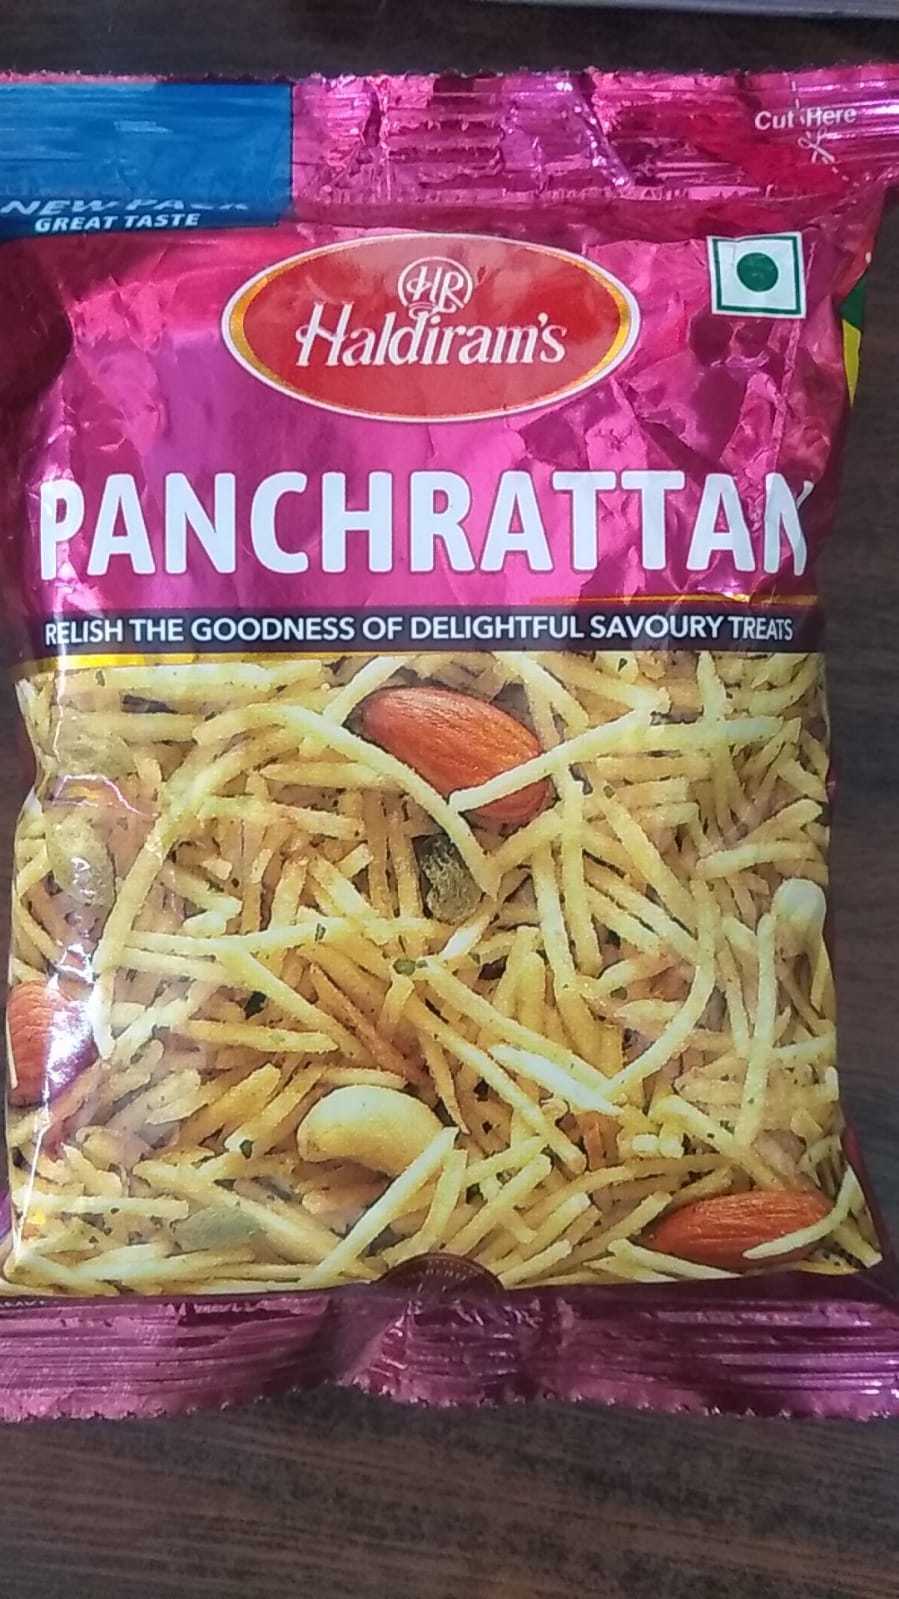 Cut Here
NEW PACK
GREAT TASTE
HR
Haldiram's
PANCHRATTAN
RELISH THE GOODNESS OF DELIGHTFUL SAVOURY TREATS